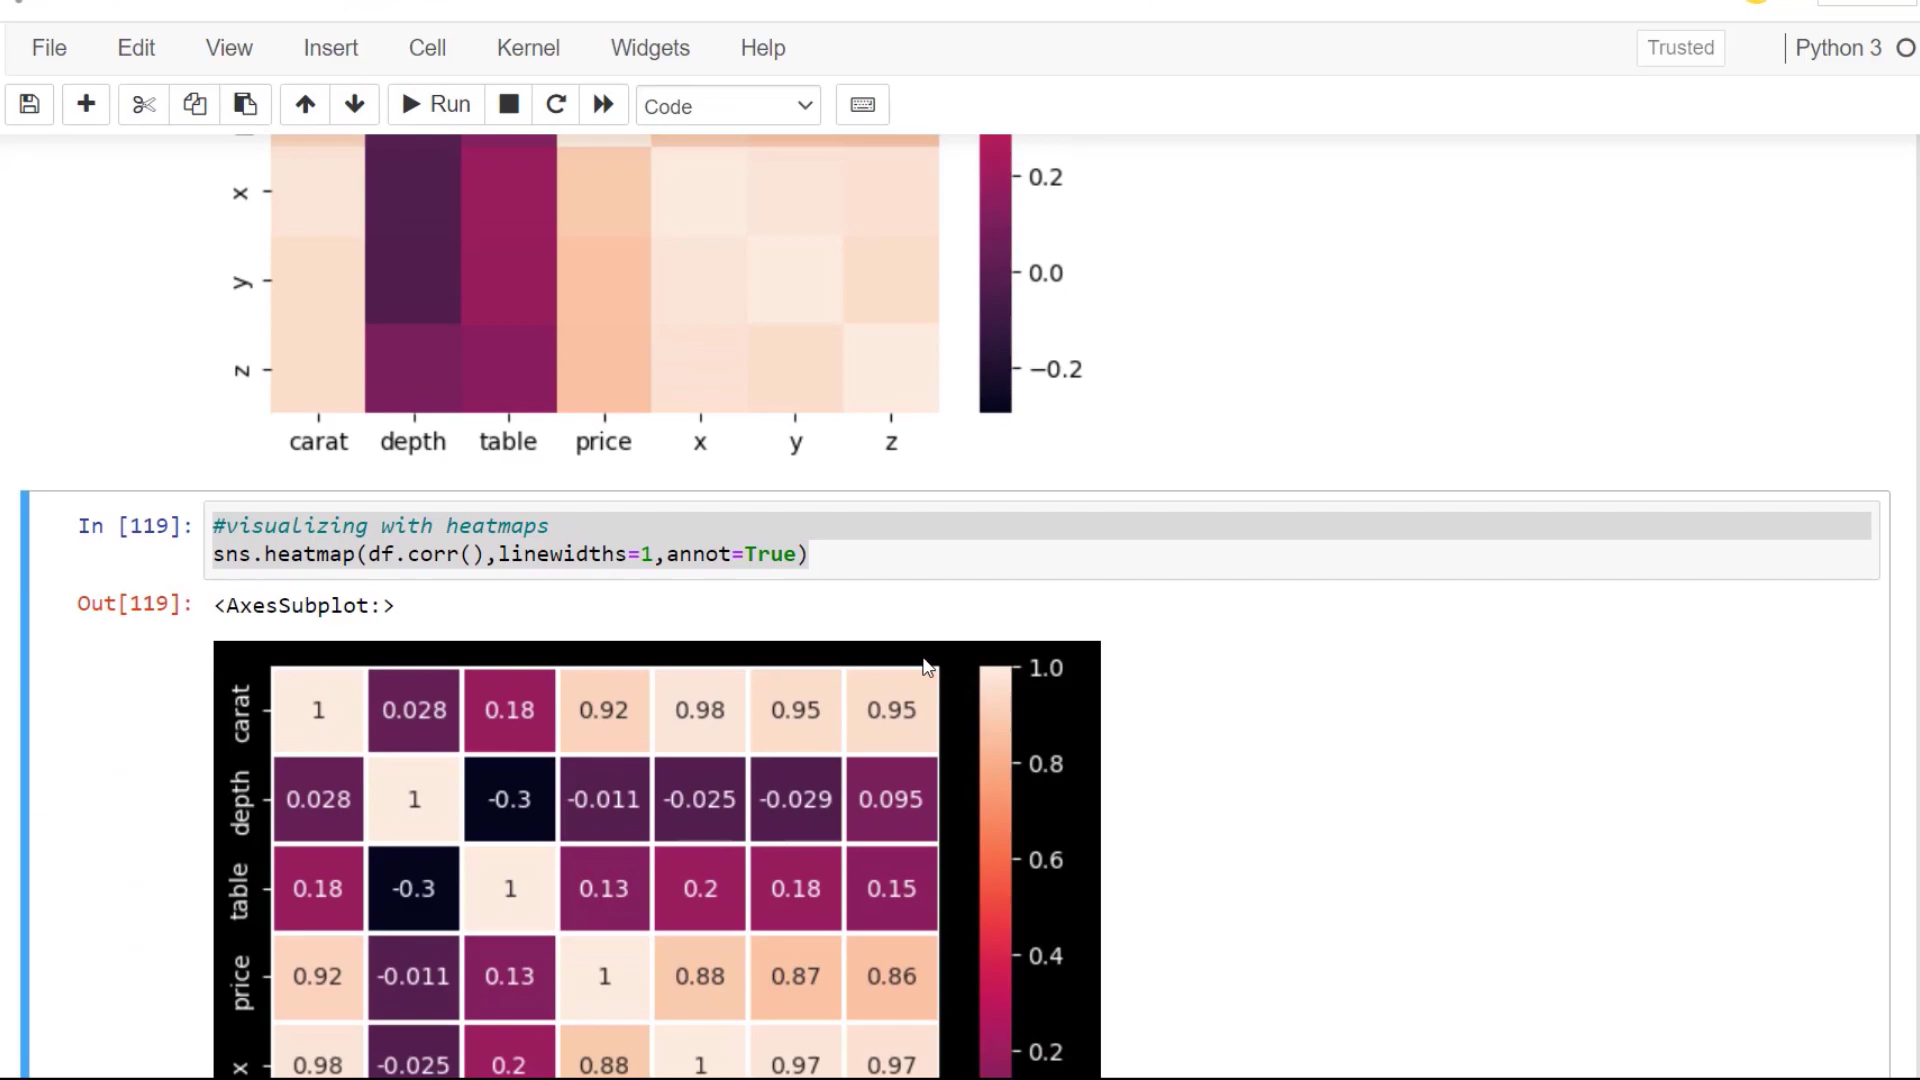 File Edit View Insert Cell Kernel Widgets Help Trusted Python 3
Run Code
x
y
z
0.2
0.0
−0.2
carat depth table price x y z
In [119]: #visualizing with heatmaps
sns.heatmap(df.corr(),linewidths=1,annot=True)
Out[119]: <AxesSubplot:>
carat 1 0.028 0.18 0.92 0.98 0.95 0.95
depth 0.028 1 -0.3 -0.011 -0.025 -0.029 0.095
table 0.18 -0.3 1 0.13 0.2 0.18 0.15
price 0.92 -0.011 0.13 1 0.88 0.87 0.86
x 0.98 -0.025 0.2 0.88 1 0.97 0.97
1.0
0.8
0.6
0.4
0.2